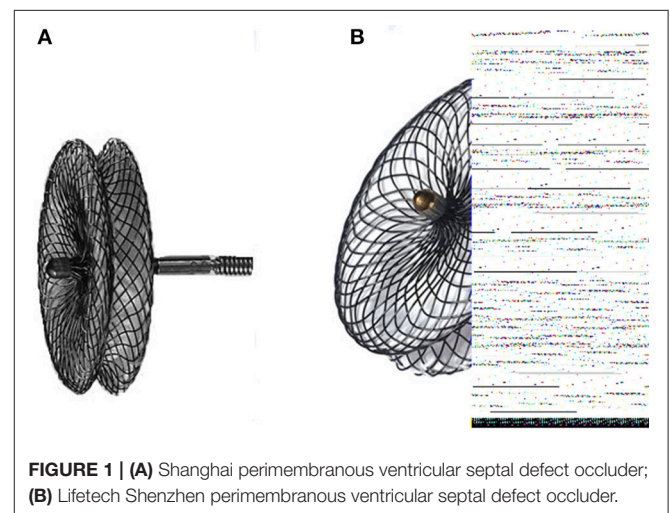 A
B
FIGURE 1 | (A) Shanghai perimembranous ventricular septal defect occluder;
(B) Lifetech Shenzhen perimembranous ventricular septal defect occluder.